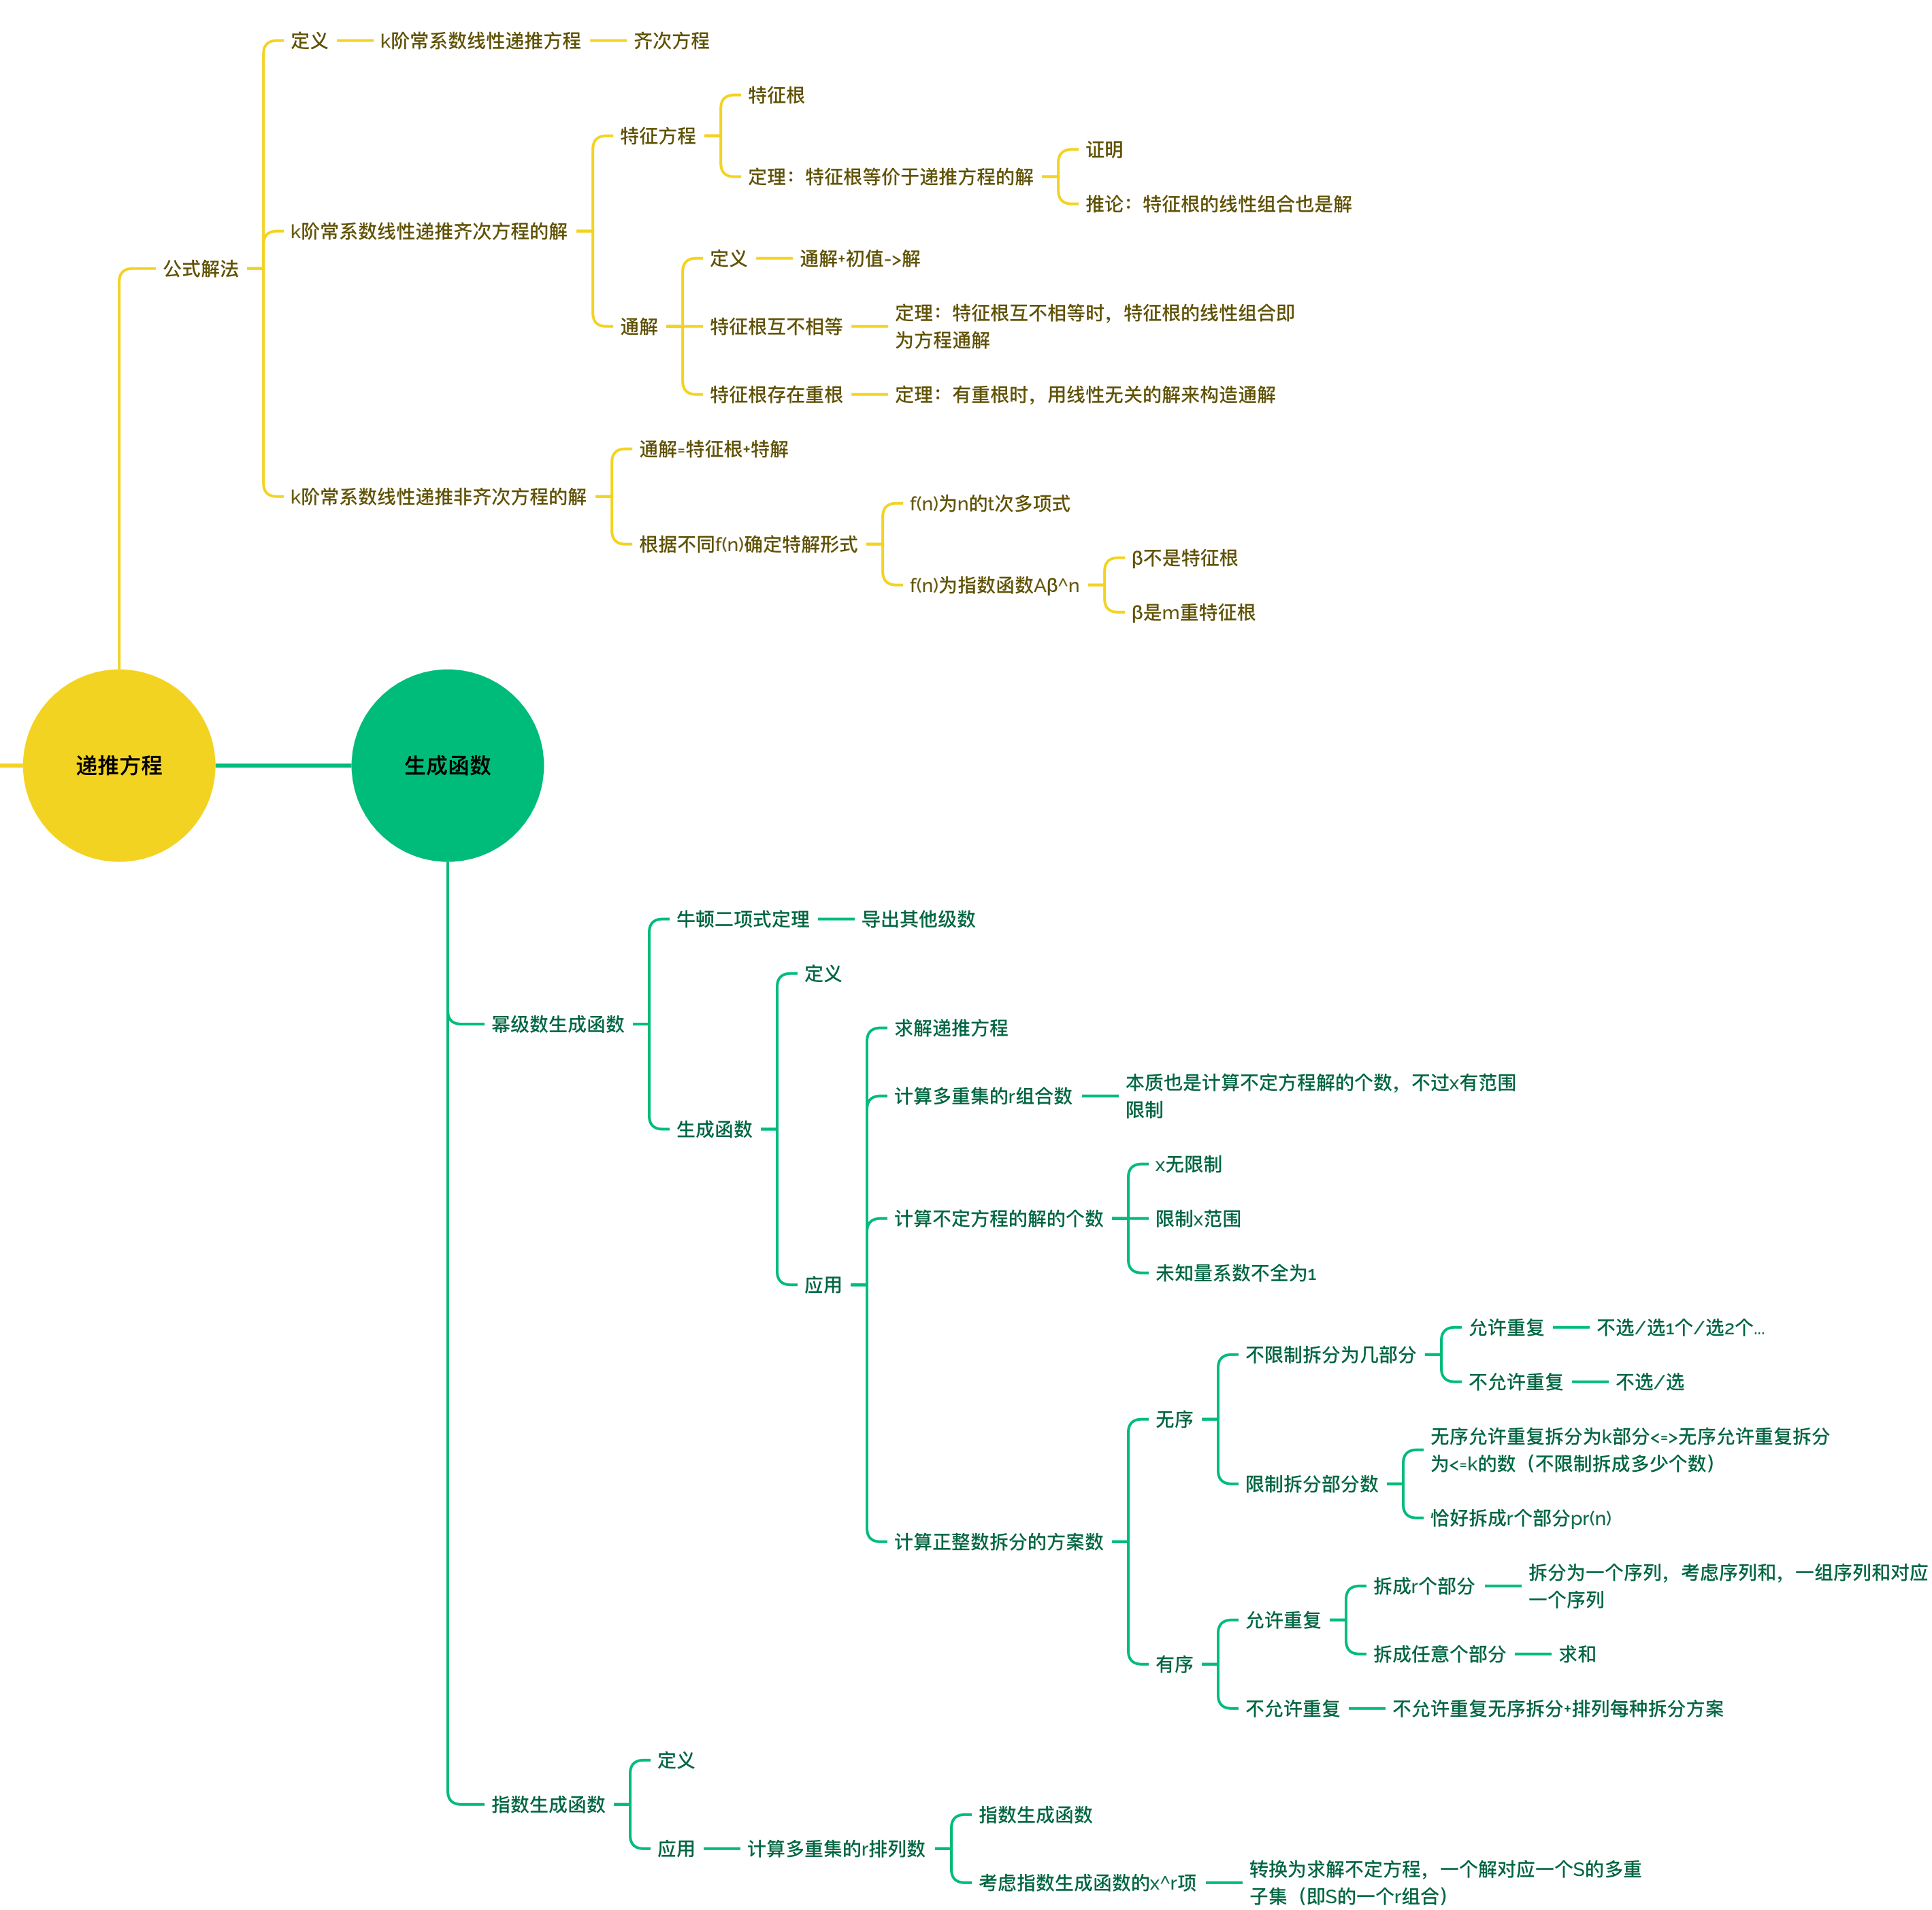 定义
k阶常系数线性递推方程
齐次方程
特征根
特征方程
证明
定理：特征根等价于递推方程的解
推论：特征根的线性组合也是解
k阶常系数线性递推齐次方程的解
公式解法
定义
通解+初值->解
定理：特征根互不相等时，特征根的线性组合即
为方程通解
特征根互不相等
通解
特征根存在重根
定理：有重根时，用线性无关的解来构造通解
通解=特征根+特解
k阶常系数线性递推非齐次方程的解
f(n)为n的t次多项式
根据不同f(n)确定特解形式
β不是特征根
f(n)为指数函数Aβ^n
β是m重特征根
递推方程
生成函数
牛顿二项式定理
导出其他级数
定义
幂级数生成函数
求解递推方程
计算多重集的r组合数
本质也是计算不定方程解的个数，不过x有范围
限制
生成函数
x无限制
计算不定方程的解的个数
限制x范围
未知量系数不全为1
应用
允许重复
不选/选1个/选2个...
不限制拆分为几部分
不允许重复
不选/选
无序
无序允许重复拆分为k部分<=>无序允许重复拆分
为<=k的数（不限制拆成多少个数）
限制拆分部分数
恰好拆成r个部分pr(n)
计算正整数拆分的方案数
拆成r个部分
拆分为一个序列，考虑序列和，一组序列和对应
一个序列
允许重复
拆成任意个部分
求和
有序
不允许重复
不允许重复无序拆分+排列每种拆分方案
定义
指数生成函数
指数生成函数
应用
计算多重集的r排列数
考虑指数生成函数的x^r项
转换为求解不定方程，一个解对应一个S的多重
子集（即S的一个r组合）